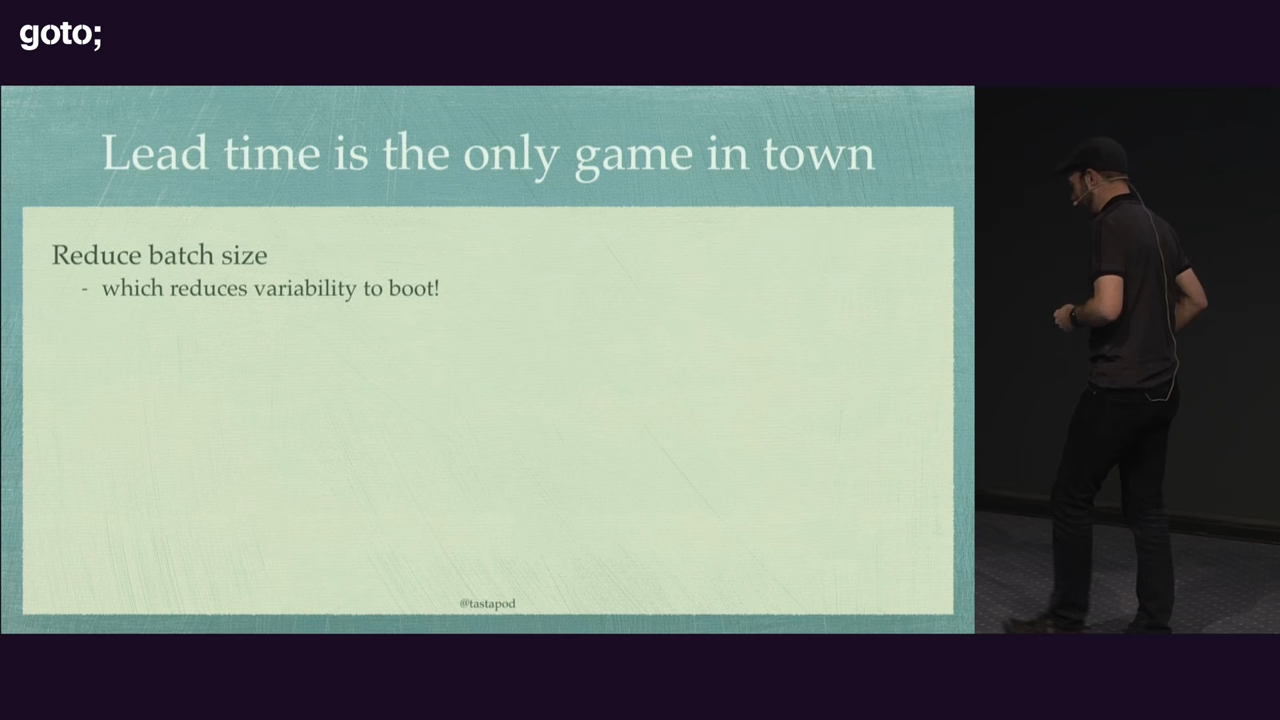 goto;
Lead time is the only game in town
Reduce batch size
- which reduces variability to boot!
@tastapod